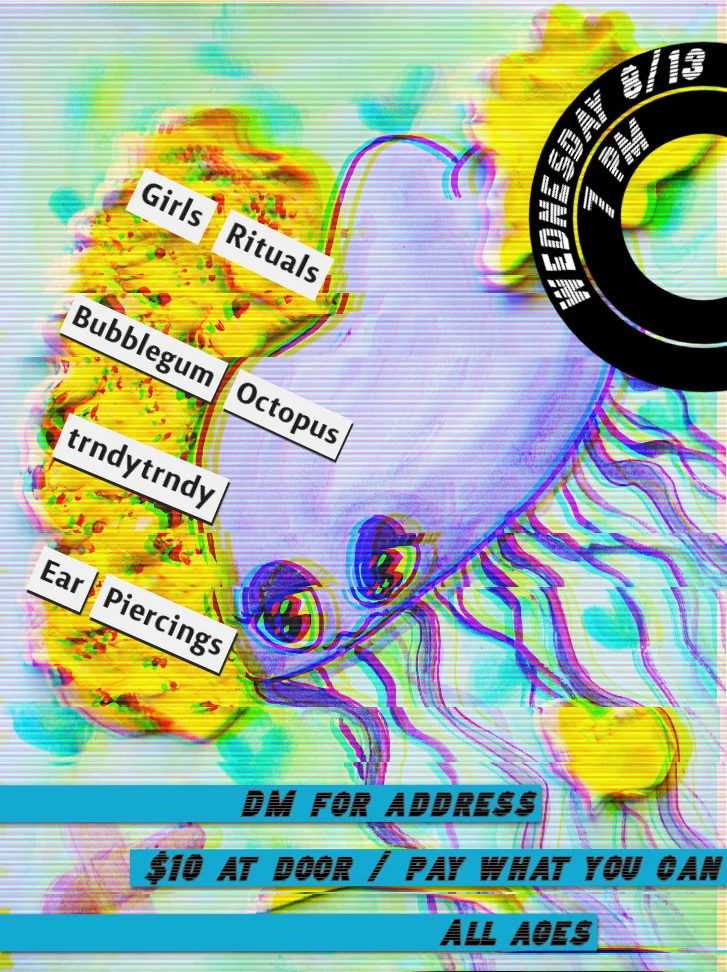 WEDNESDAY 8/13
7 PM
Girls Rituals
Bubblegum Octopus
trndytrndy
Ear Piercings
DM FOR ADDRESS
$10 AT DOOR / PAY WHAT YOU CAN
ALL AGES